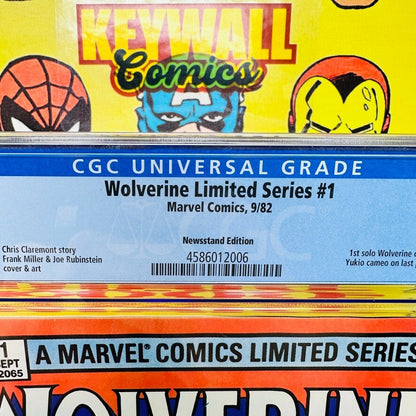 KEYWALL
Comics
CGC UNIVERSAL GRADE
Wolverine Limited Series #1
Marvel Comics, 9/82
Newsstand Edition
4586012006
Chris Claremont story
Frank Miller & Joe Rubinstein
cover & art
1st solo Wolverine
Yukio cameo on last
1
SEPT
02065
A MARVEL COMICS LIMITED SERIES
WOLVERINE